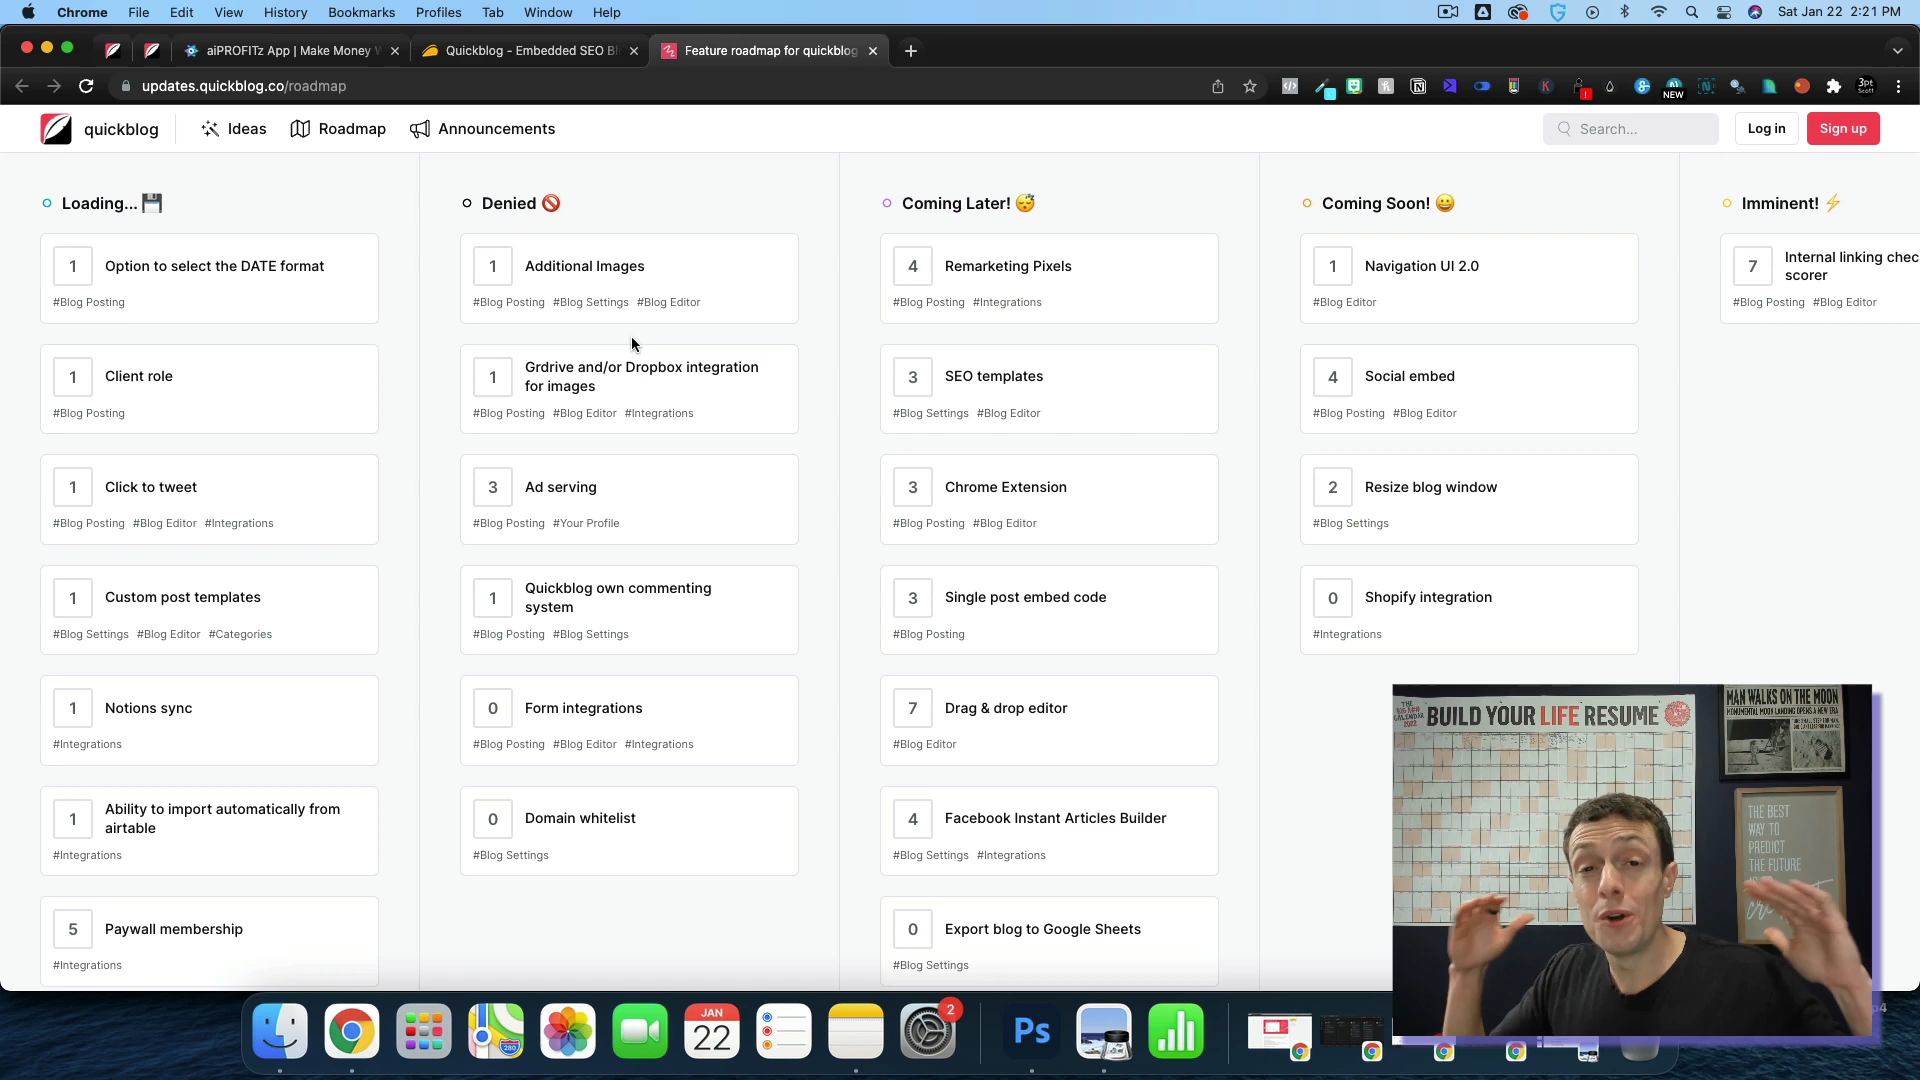 Chrome File Edit View History Bookmarks Profiles Tab Window Help Sat Jan 22 2:21 PM
aiPROFITz App | Make Money Quickblog - Embedded SEO Bl Feature roadmap for quickblog
updates.quickblog.co/roadmap
NEW
3pt
Scott
quickblog Ideas Roadmap Announcements Search... Log in Sign up
Loading...
1 Option to select the DATE format
#Blog Posting
1 Client role
#Blog Posting
1 Click to tweet
#Blog Posting #Blog Editor #Integrations
1 Custom post templates
#Blog Settings #Blog Editor #Categories
1 Notions sync
#Integrations
1 Ability to import automatically from
airtable
#Integrations
5 Paywall membership
#Integrations
Denied
1 Additional Images
#Blog Posting #Blog Settings #Blog Editor
1 Grdrive and/or Dropbox integration
for images
#Blog Posting #Blog Editor #Integrations
3 Ad serving
#Blog Posting #Your Profile
1 Quickblog own commenting
system
#Blog Posting #Blog Settings
0 Form integrations
#Blog Posting #Blog Editor #Integrations
0 Domain whitelist
#Blog Settings
Coming Later!
4 Remarketing Pixels
#Blog Posting #Integrations
3 SEO templates
#Blog Settings #Blog Editor
3 Chrome Extension
#Blog Posting #Blog Editor
3 Single post embed code
#Blog Posting
7 Drag & drop editor
#Blog Editor
4 Facebook Instant Articles Builder
#Blog Settings #Integrations
0 Export blog to Google Sheets
#Blog Settings
Coming Soon!
1 Navigation UI 2.0
#Blog Editor
4 Social embed
#Blog Posting #Blog Editor
2 Resize blog window
#Blog Settings
0 Shopify integration
#Integrations
Imminent!
7 Internal linking chec
scorer
#Blog Posting #Blog Editor
BUILD YOUR LIFE RESUME
MAN WALKS ON THE MOON
MONUMENTAL MOON LANDING OPENS A NEW ERA
THE BEST
WAY TO
PREDICT
THE FUTURE
JAN
22
2
Ps
280